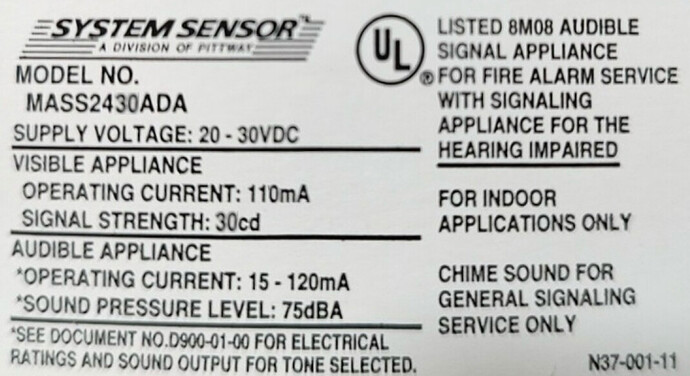 SYSTEM SENSOR
A DIVISION OF PITTWAY
MODEL NO.
MASS2430ADA
SUPPLY VOLTAGE: 20 - 30VDC
VISIBLE APPLIANCE
OPERATING CURRENT: 110mA
SIGNAL STRENGTH: 30cd
AUDIBLE APPLIANCE
*OPERATING CURRENT: 15 - 120mA
*SOUND PRESSURE LEVEL: 75dBA
*SEE DOCUMENT NO.D900-01-00 FOR ELECTRICAL
RATINGS AND SOUND OUTPUT FOR TONE SELECTED.
UL ®
LISTED 8M08 AUDIBLE
SIGNAL APPLIANCE
FOR FIRE ALARM SERVICE
WITH SIGNALING
APPLIANCE FOR THE
HEARING IMPAIRED
FOR INDOOR
APPLICATIONS ONLY
CHIME SOUND FOR
GENERAL SIGNALING
SERVICE ONLY
N37-001-11